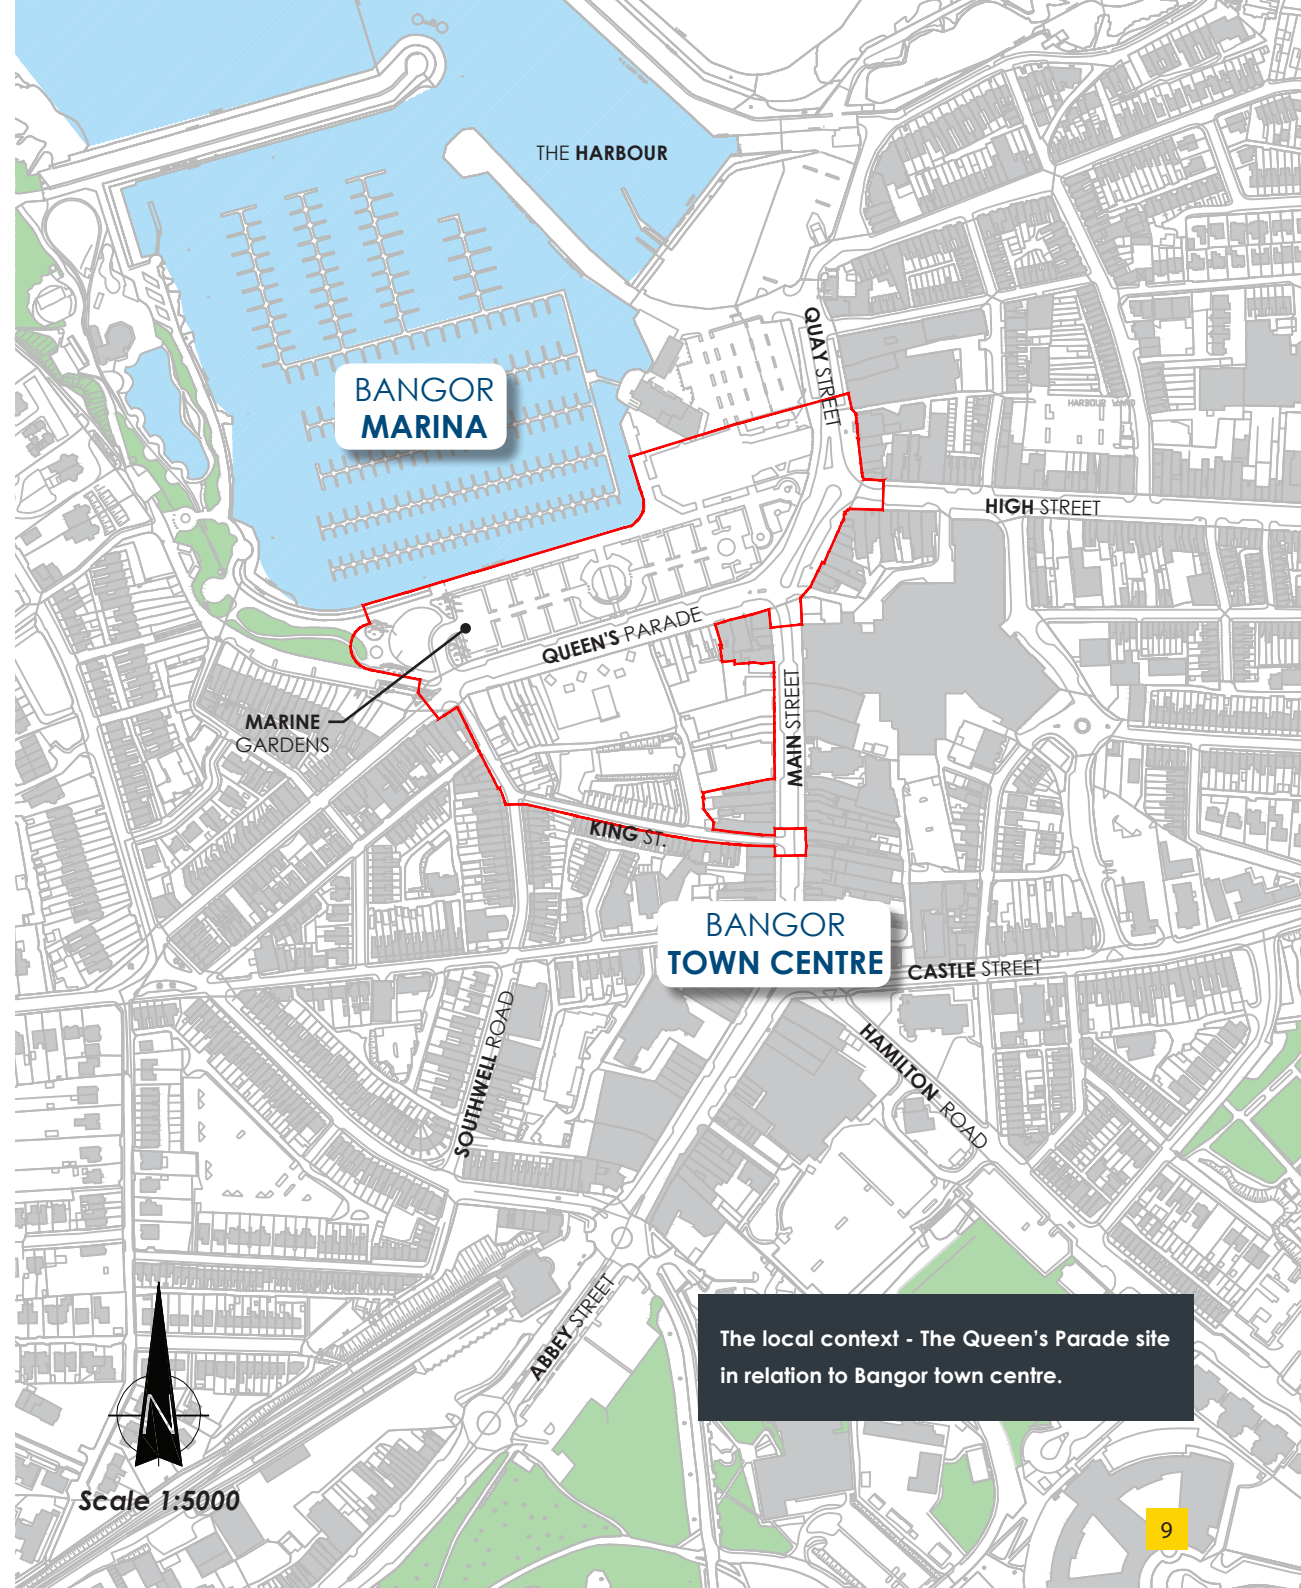 THE HARBOUR
BANGOR
MARINA
QUAY STREET
HARBOUR WARD
HIGH STREET
QUEEN'S PARADE
MARINE
GARDENS
MAIN STREET
KING ST.
BANGOR
TOWN CENTRE
CASTLE STREET
SOUTHWELL ROAD
HAMILTON ROAD
ABBEY STREET
The local context - The Queen's Parade site
in relation to Bangor town centre.
N
Scale 1:5000
9